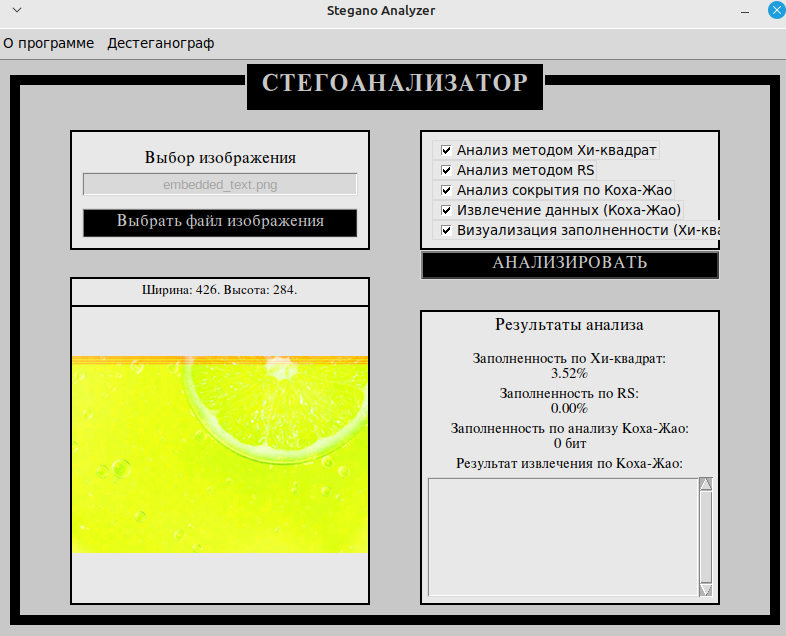 Stegano Analyzer
О программе Дестеганограф
СТЕГОАНАЛИЗАТОР
Выбор изображения
embedded_text.png
Выбрать файл изображения
Анализ методом Хи-квадрат
Анализ методом RS
Анализ сокрытия по Коха-Жао
Извлечение данных (Коха-Жао)
Визуализация заполненности (Хи-ква
АНАЛИЗИРОВАТЬ
Ширина: 426. Высота: 284.
Результаты анализа
Заполненность по Хи-квадрат:
3.52%
Заполненность по RS:
0.00%
Заполненность по анализу Коха-Жао:
0 бит
Результат извлечения по Коха-Жао: